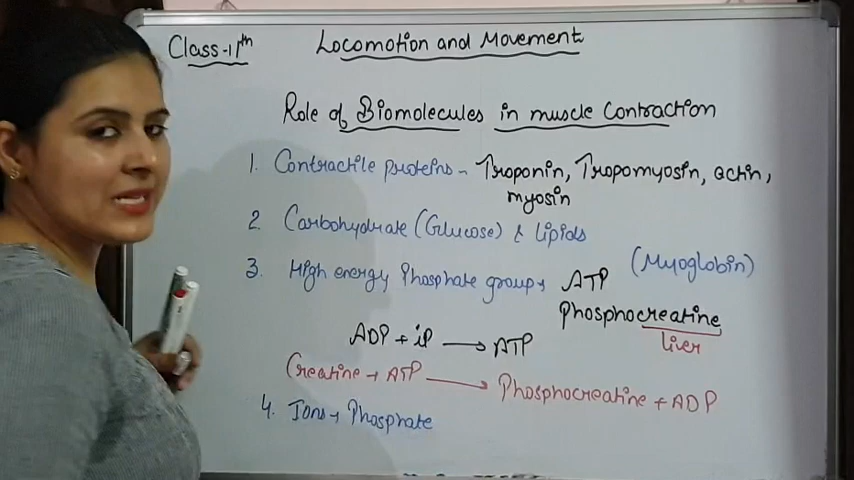 Class-11th
Locomotion and Movement
Role of Biomolecules in muscle Contraction
1. Contractile proteins - Troponin, Tropomyosin, actin,
myosin
2. Carbohydrate (Glucose) & lipids
(Myoglobin)
3. High energy Phosphate group → ATP
Phosphocreatine
liver
ADP + iP → ATP
Creatine + ATP → Phosphocreatine + ADP
4. Ions → Phosphate